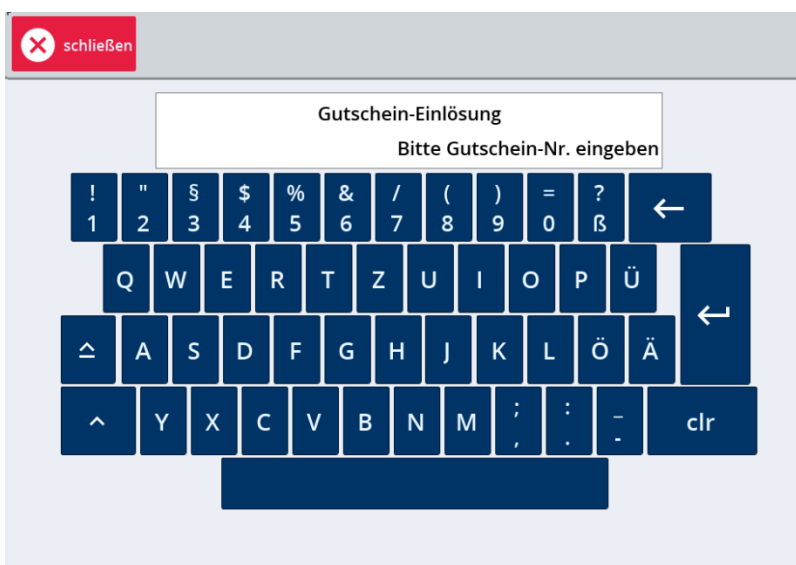 schließen
Gutschein-Einlösung
Bitte Gutschein-Nr. eingeben
! " § $ % & / ( ) = ?
1 2 3 4 5 6 7 8 9 0 ß ←
Q W E R T Z U I O P Ü
A S D F G H J K L Ö Ä
; : _
Y X C V B N M , . - clr